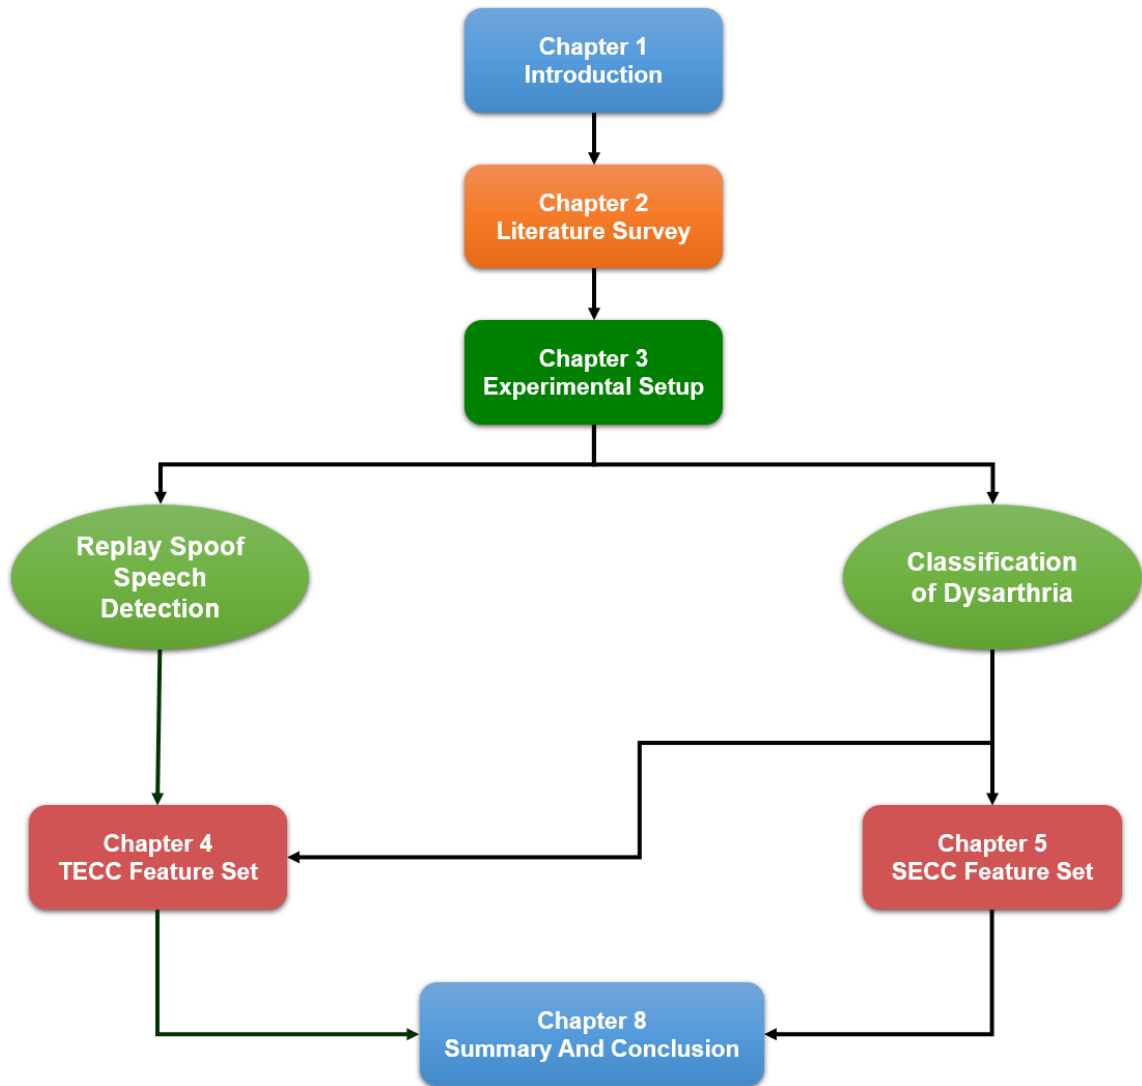 Chapter 1
Introduction
Chapter 2
Literature Survey
Chapter 3
Experimental Setup
Replay Spoof
Speech
Detection
Classification
of Dysarthria
Chapter 4
TECC Feature Set
Chapter 5
SECC Feature Set
Chapter 8
Summary And Conclusion